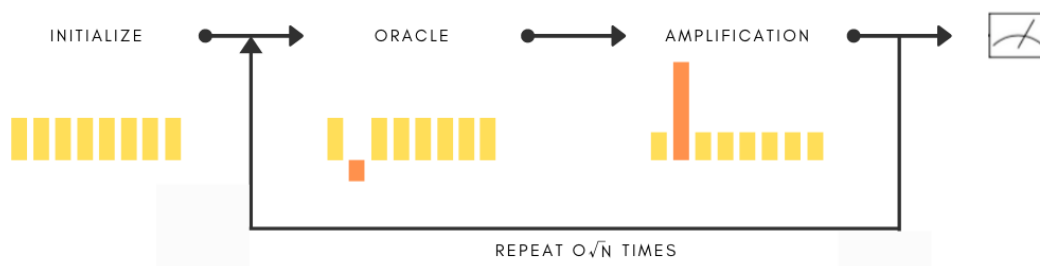 INITIALIZE
ORACLE
AMPLIFICATION
REPEAT O√N TIMES